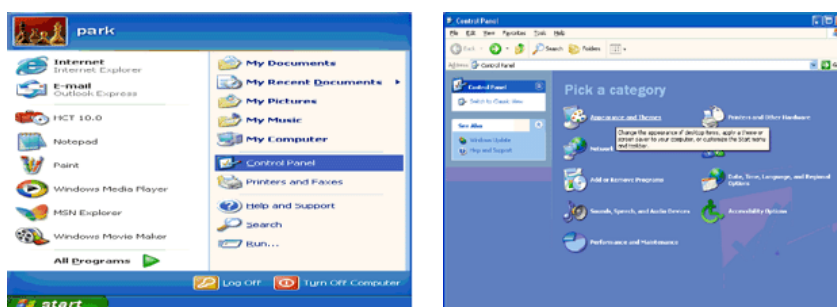 park
Internet
Internet Explorer
E-mail
Outlook Express
HCT 10.0
Notepad
Paint
Windows Media Player
MSN Explorer
Windows Movie Maker
All Programs
My Documents
My Recent Documents
My Pictures
My Music
My Computer
Control Panel
Printers and Faxes
Help and Support
Search
Run...
Log Off
Turn Off Computer
start
Control Panel
File Edit View Favorites Tools Help
Back Search Folders
Address Control Panel
Control Panel
Switch to Classic View
See Also
Windows Update
Help and Support
Pick a category
Appearance and Themes
Printers and Other Hardware
Change the appearance of desktop items, apply a theme or
screen saver to your computer, or customize the Start menu
and taskbar.
Network
Add or Remove Programs
Date, Time, Language, and Regional
Options
Sounds, Speech, and Audio Devices
Accessibility Options
Performance and Maintenance